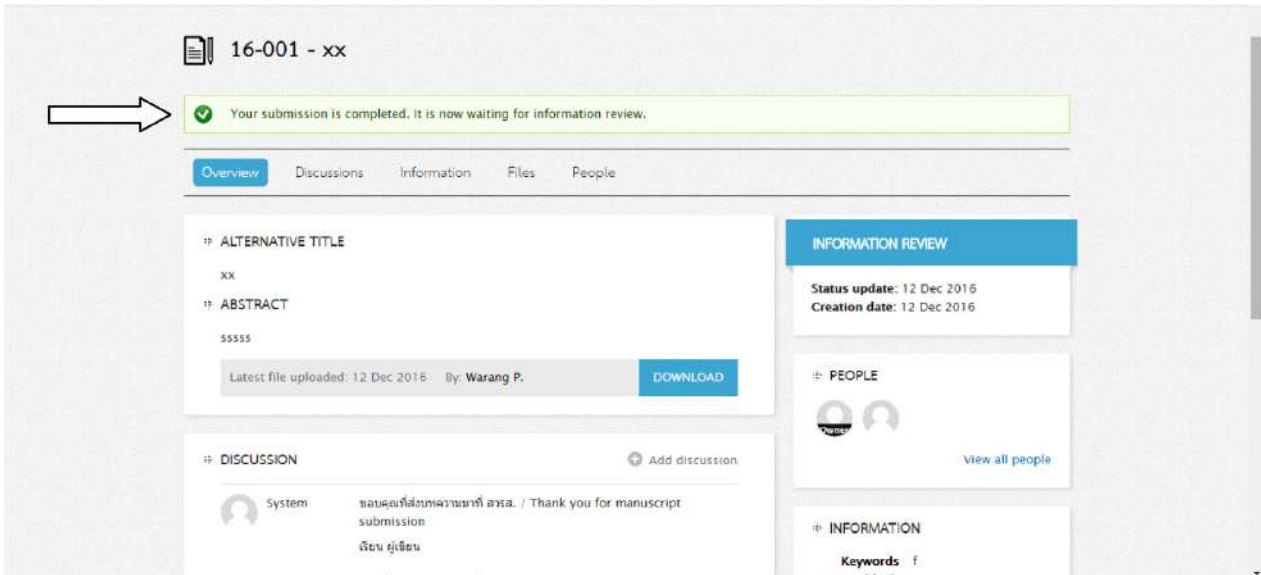 16-001 - xx
Your submission is completed. It is now waiting for information review.
Overview Discussions Information Files People
ALTERNATIVE TITLE
xx
ABSTRACT
sssss
Latest file uploaded: 12 Dec 2016 By: Warang P. DOWNLOAD
DISCUSSION Add discussion
System ขอบคุณที่ส่งบทความมาที่ สารส. / Thank you for manuscript
submission
เรียน ผู้เขียน
INFORMATION REVIEW
Status update: 12 Dec 2016
Creation date: 12 Dec 2016
PEOPLE
Owner
View all people
INFORMATION
Keywords f